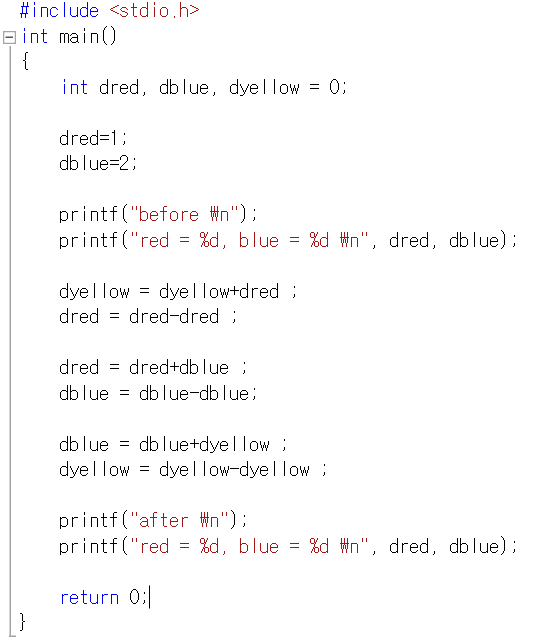 #include <stdio.h>
int main()
{
int dred, dblue, dyellow = 0;
dred=1;
dblue=2;
printf("before ₩n");
printf("red = %d, blue = %d ₩n", dred, dblue);
dyellow = dyellow+dred ;
dred = dred-dred ;
dred = dred+dblue ;
dblue = dblue-dblue;
dblue = dblue+dyellow ;
dyellow = dyellow-dyellow ;
printf("after ₩n");
printf("red = %d, blue = %d ₩n", dred, dblue);
return 0;
}